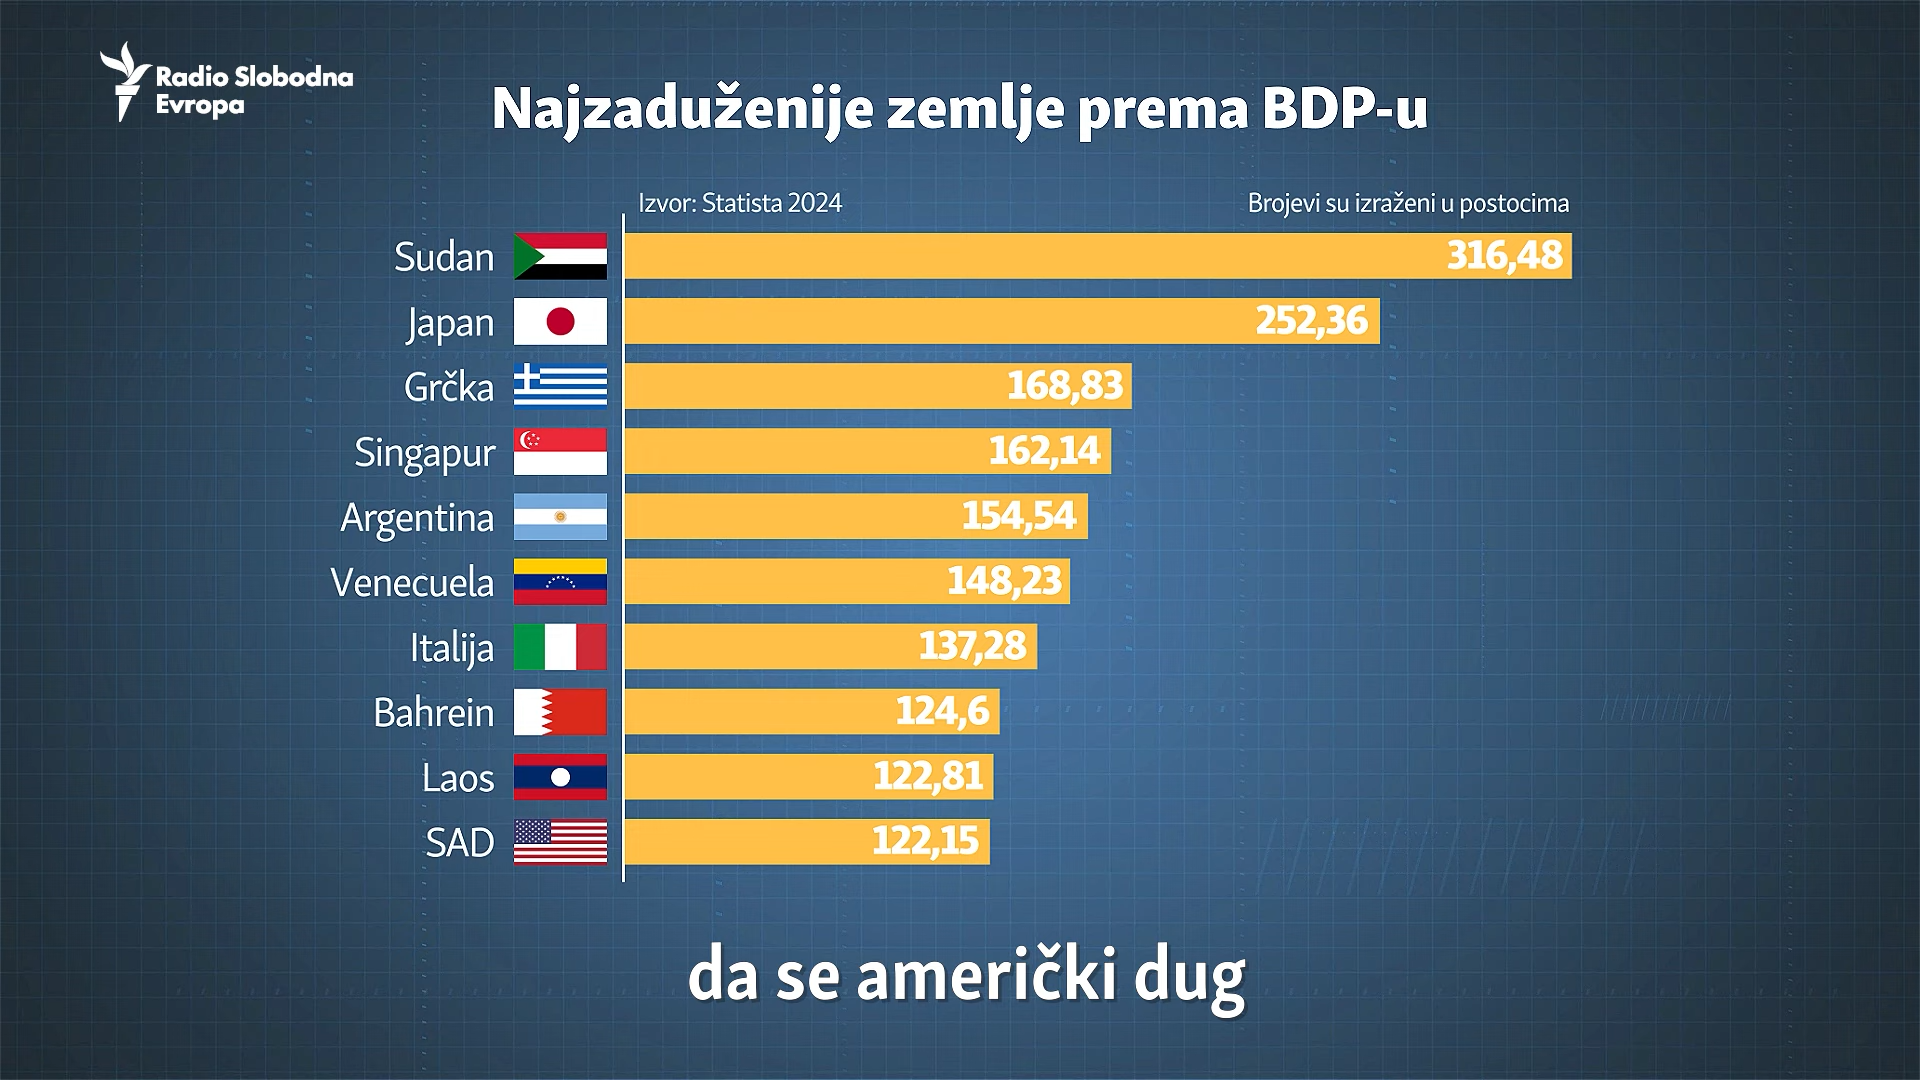 Radio Slobodna
Evropa
Najzaduženije zemlje prema BDP-u
Izvor: Statista 2024
Brojevi su izraženi u postocima
Sudan 316,48
Japan 252,36
Grčka 168,83
Singapur 162,14
Argentina 154,54
Venecuela 148,23
Italija 137,28
Bahrein 124,6
Laos 122,81
SAD 122,15
da se američki dug